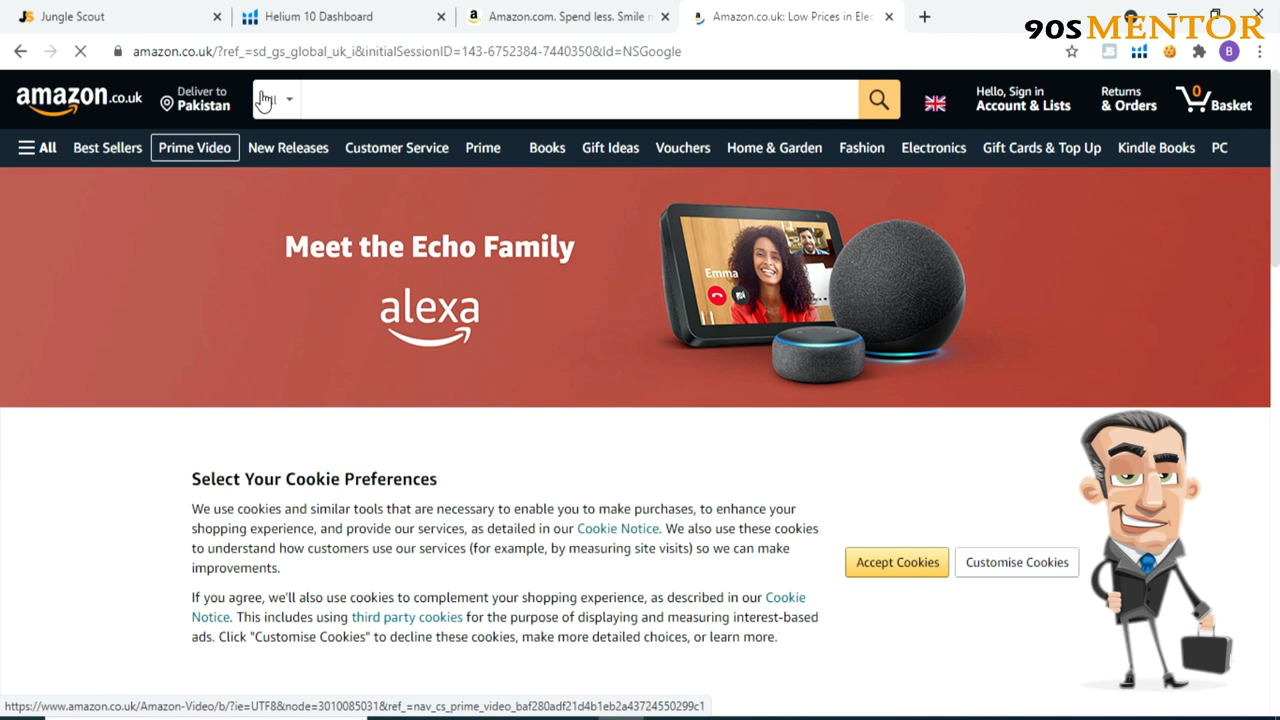 Jungle Scout
Helium 10 Dashboard
Amazon.com. Spend less. Smile m
Amazon.co.uk: Low Prices in Elec
90s MENTOR
amazon.co.uk/?ref_=sd_gs_global_uk_i&initialSessionID=143-6752384-7440350&ld=NSGoogle
JS
B
amazon.co.uk
Deliver to
Pakistan
Hello, Sign in
Account & Lists
Returns
& Orders
0
Basket
All
Best Sellers
Prime Video
New Releases
Customer Service
Prime
Books
Gift Ideas
Vouchers
Home & Garden
Fashion
Electronics
Gift Cards & Top Up
Kindle Books
PC
Meet the Echo Family
alexa
Emma
Select Your Cookie Preferences
We use cookies and similar tools that are necessary to enable you to make purchases, to enhance your
shopping experience, and provide our services, as detailed in our Cookie Notice. We also use these cookies
to understand how customers use our services (for example, by measuring site visits) so we can make
improvements.
If you agree, we'll also use cookies to complement your shopping experience, as described in our Cookie
Notice. This includes using third party cookies for the purpose of displaying and measuring interest-based
ads. Click "Customise Cookies" to decline these cookies, make more detailed choices, or learn more.
Accept Cookies
Customise Cookies
https://www.amazon.co.uk/Amazon-Video/b/?ie=UTF8&node=3010085031&ref_=nav_cs_prime_video_baf280adf21d4b1eb2a43724550299c1